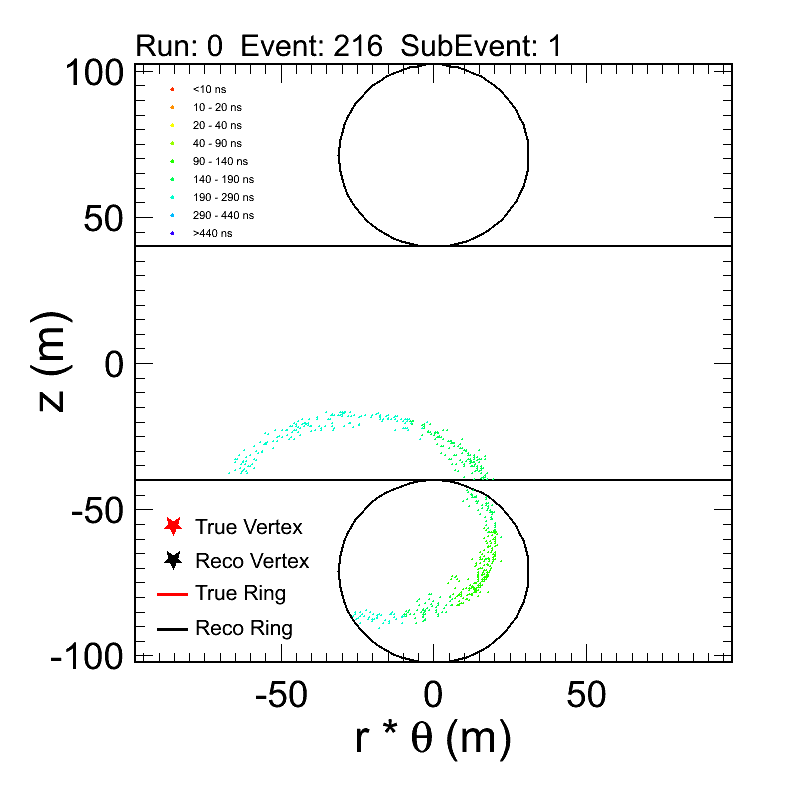 Run: 0  Event: 216  SubEvent: 1
100
<10 ns
10 - 20 ns
20 - 40 ns
40 - 90 ns
90 - 140 ns
140 - 190 ns
190 - 290 ns
290 - 440 ns
>440 ns
50
0
-50
-100
z (m)
True Vertex
Reco Vertex
True Ring
Reco Ring
-50 0 50
r * θ (m)